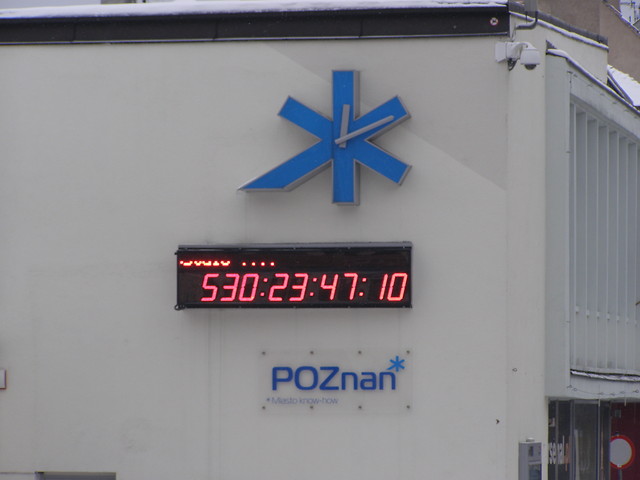 530:23:47:10
POZnan*
* Miasto know-how